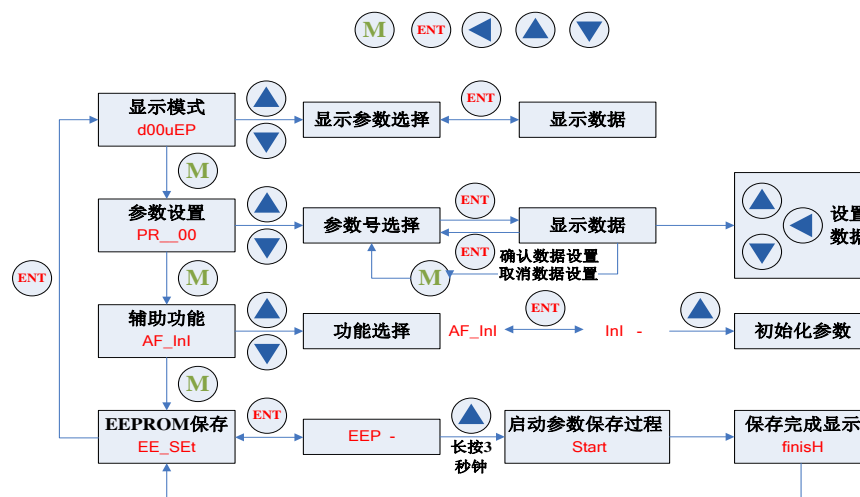 M ENT
显示模式
d00uEP
显示参数选择
ENT
显示数据
M
参数设置
PR__00
参数号选择
ENT
显示数据
设置
数据
ENT
确认数据设置
取消数据设置
M
ENT
M
辅助功能
AF_InI
功能选择
AF_InI
ENT
InI -
初始化参数
M
EEPROM保存
EE_SEt
ENT
EEP -
长按3
秒钟
启动参数保存过程
Start
保存完成显示
finisH